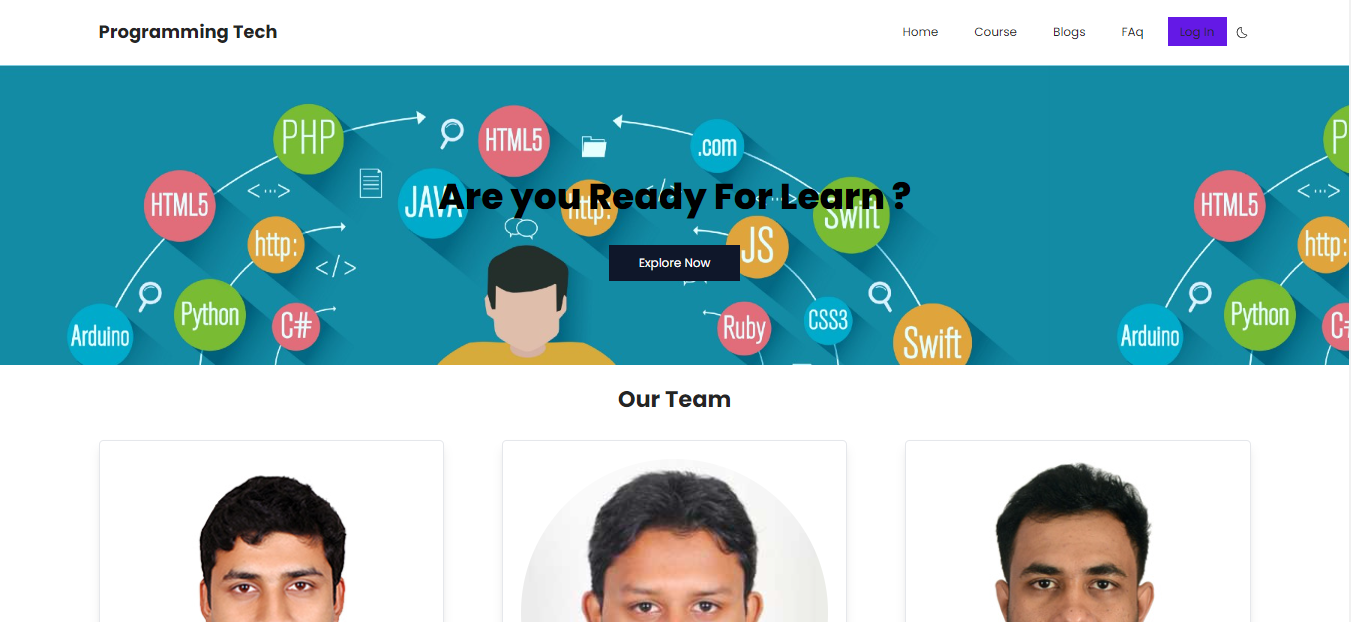 Programming Tech
Home Course Blogs FAq Log In
PHP
HTML5
.com
P
HTML5
JAVA
http:
Swift
HTML5
Are you Ready For Learn ?
http:
JS
http:
Explore Now
Arduino
Python
C#
Ruby
CSS3
Swift
Arduino
Python
C#
Our Team